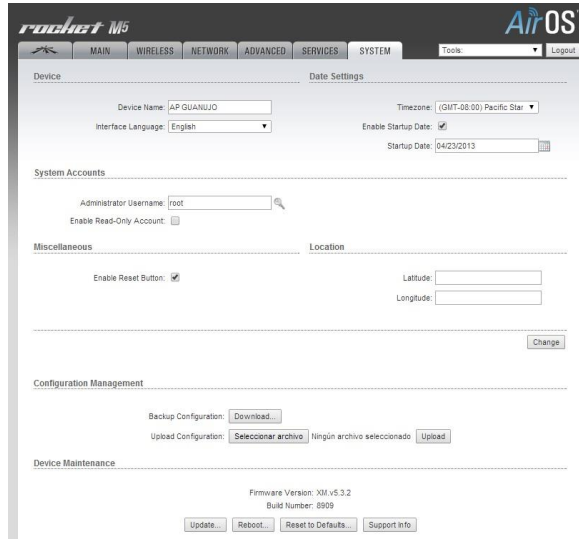 rocket M5
AirOS
MAIN WIRELESS NETWORK ADVANCED SERVICES SYSTEM Tools: Logout
Device
Device Name: AP GUANUJO
Interface Language: English
Date Settings
Timezone: (GMT-08:00) Pacific Star
Enable Startup Date:
Startup Date: 04/23/2013
System Accounts
Administrator Username: root
Enable Read-Only Account:
Miscellaneous
Enable Reset Button:
Location
Latitude:
Longitude:
Change
Configuration Management
Backup Configuration: Download...
Upload Configuration: Seleccionar archivo Ningún archivo seleccionado Upload
Device Maintenance
Firmware Version: XM.v5.3.2
Build Number: 8909
Update... Reboot... Reset to Defaults... Support Info